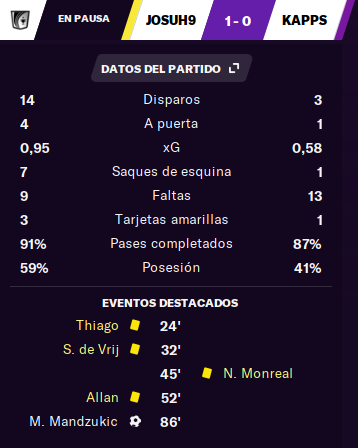 EN PAUSA JOSUH9 1 - 0 KAPPS
DATOS DEL PARTIDO
14 Disparos 3
4 A puerta 1
0,95 xG 0,58
7 Saques de esquina 1
9 Faltas 13
3 Tarjetas amarillas 1
91% Pases completados 87%
59% Posesión 41%
EVENTOS DESTACADOS
Thiago 24'
S. de Vrij 32'
45' N. Monreal
Allan 52'
M. Mandzukic 86'